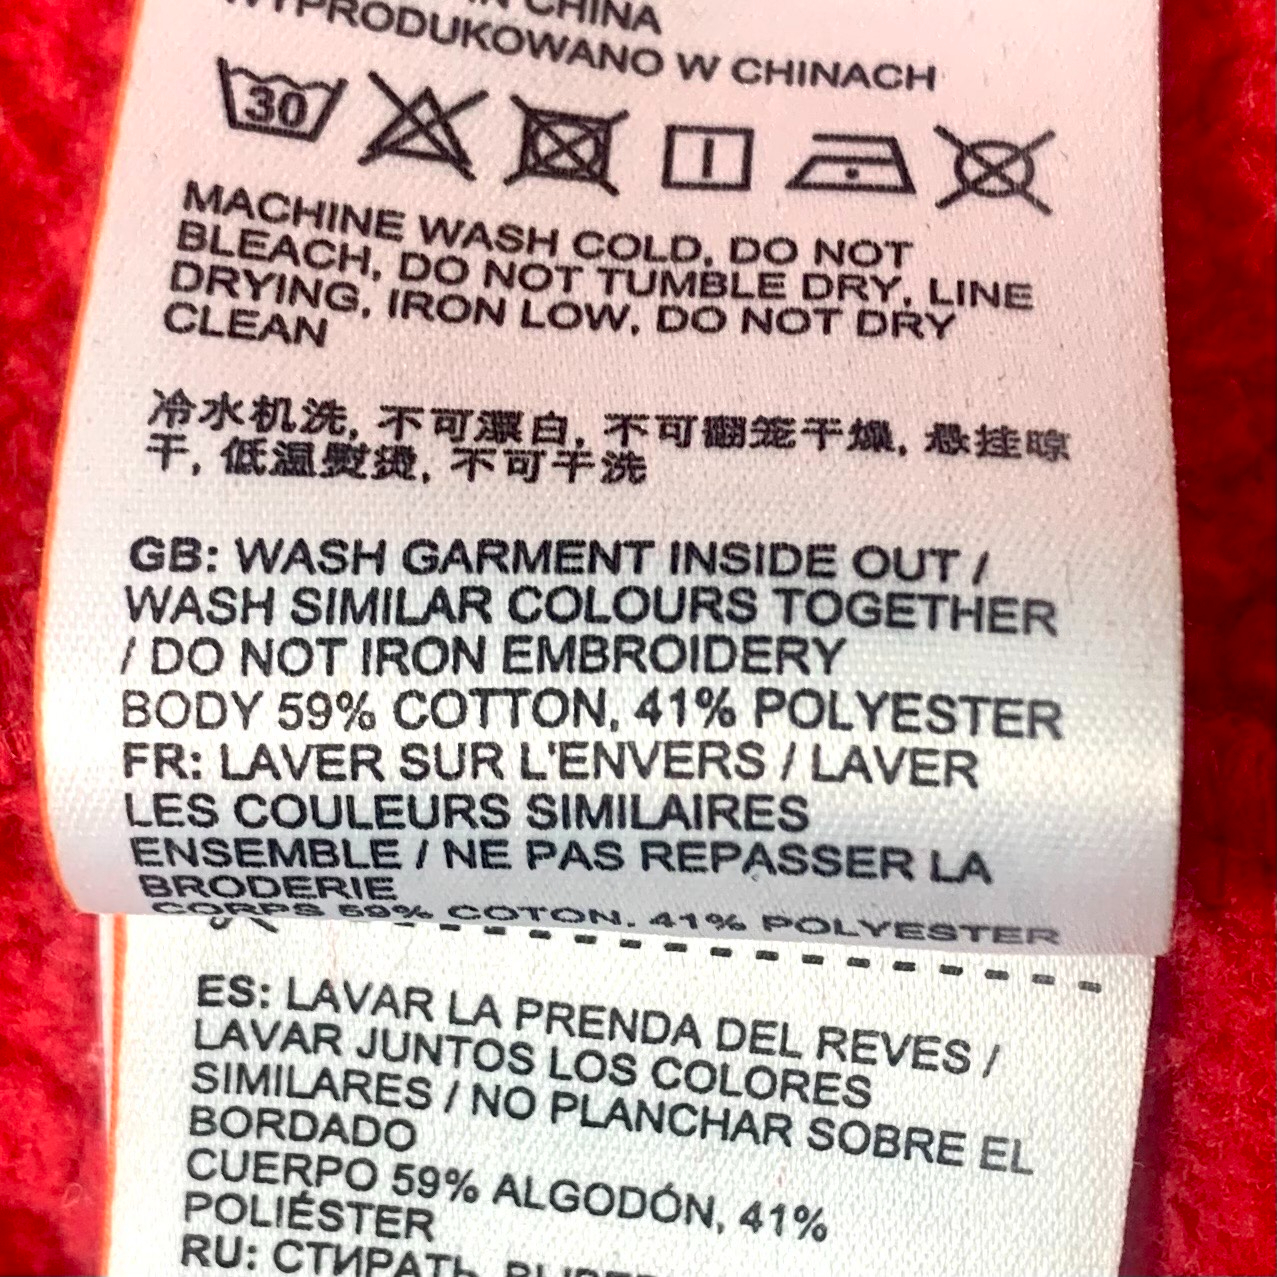 IN CHINA
WYPRODUKOWANO W CHINACH
30
MACHINE WASH COLD, DO NOT
BLEACH, DO NOT TUMBLE DRY, LINE
DRYING, IRON LOW, DO NOT DRY
CLEAN
冷水机洗, 不可漂白, 不可翻笼干燥, 悬挂晾
干, 低温熨烫, 不可干洗
GB: WASH GARMENT INSIDE OUT /
WASH SIMILAR COLOURS TOGETHER
/ DO NOT IRON EMBROIDERY
BODY 59% COTTON, 41% POLYESTER
FR: LAVER SUR L'ENVERS / LAVER
LES COULEURS SIMILAIRES
ENSEMBLE / NE PAS REPASSER LA
BRODERIE
CORPS 59% COTON, 41% POLYESTER
ES: LAVAR LA PRENDA DEL REVES /
LAVAR JUNTOS LOS COLORES
SIMILARES / NO PLANCHAR SOBRE EL
BORDADO
CUERPO 59% ALGODÓN, 41%
POLIÉSTER
RU: СТИРАТЬ